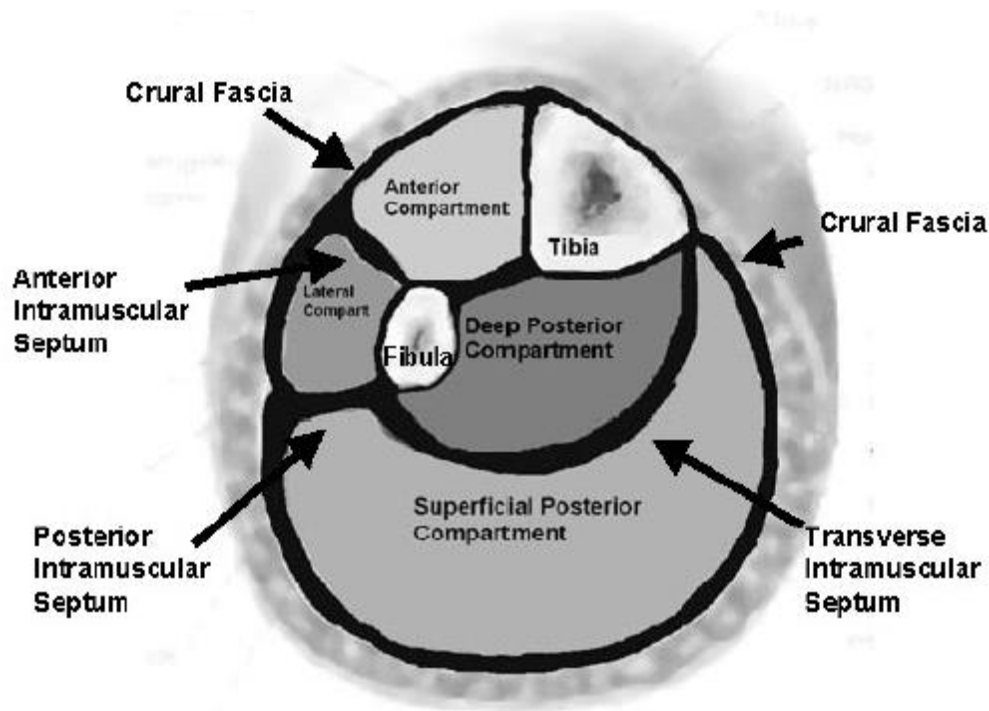 Crural Fascia
Anterior
Compartment
Tibia
Crural Fascia
Anterior
Intramuscular
Septum
Lateral
Compart
Fibula
Deep Posterior
Compartment
Superficial Posterior
Compartment
Posterior
Intramuscular
Septum
Transverse
Intramuscular
Septum